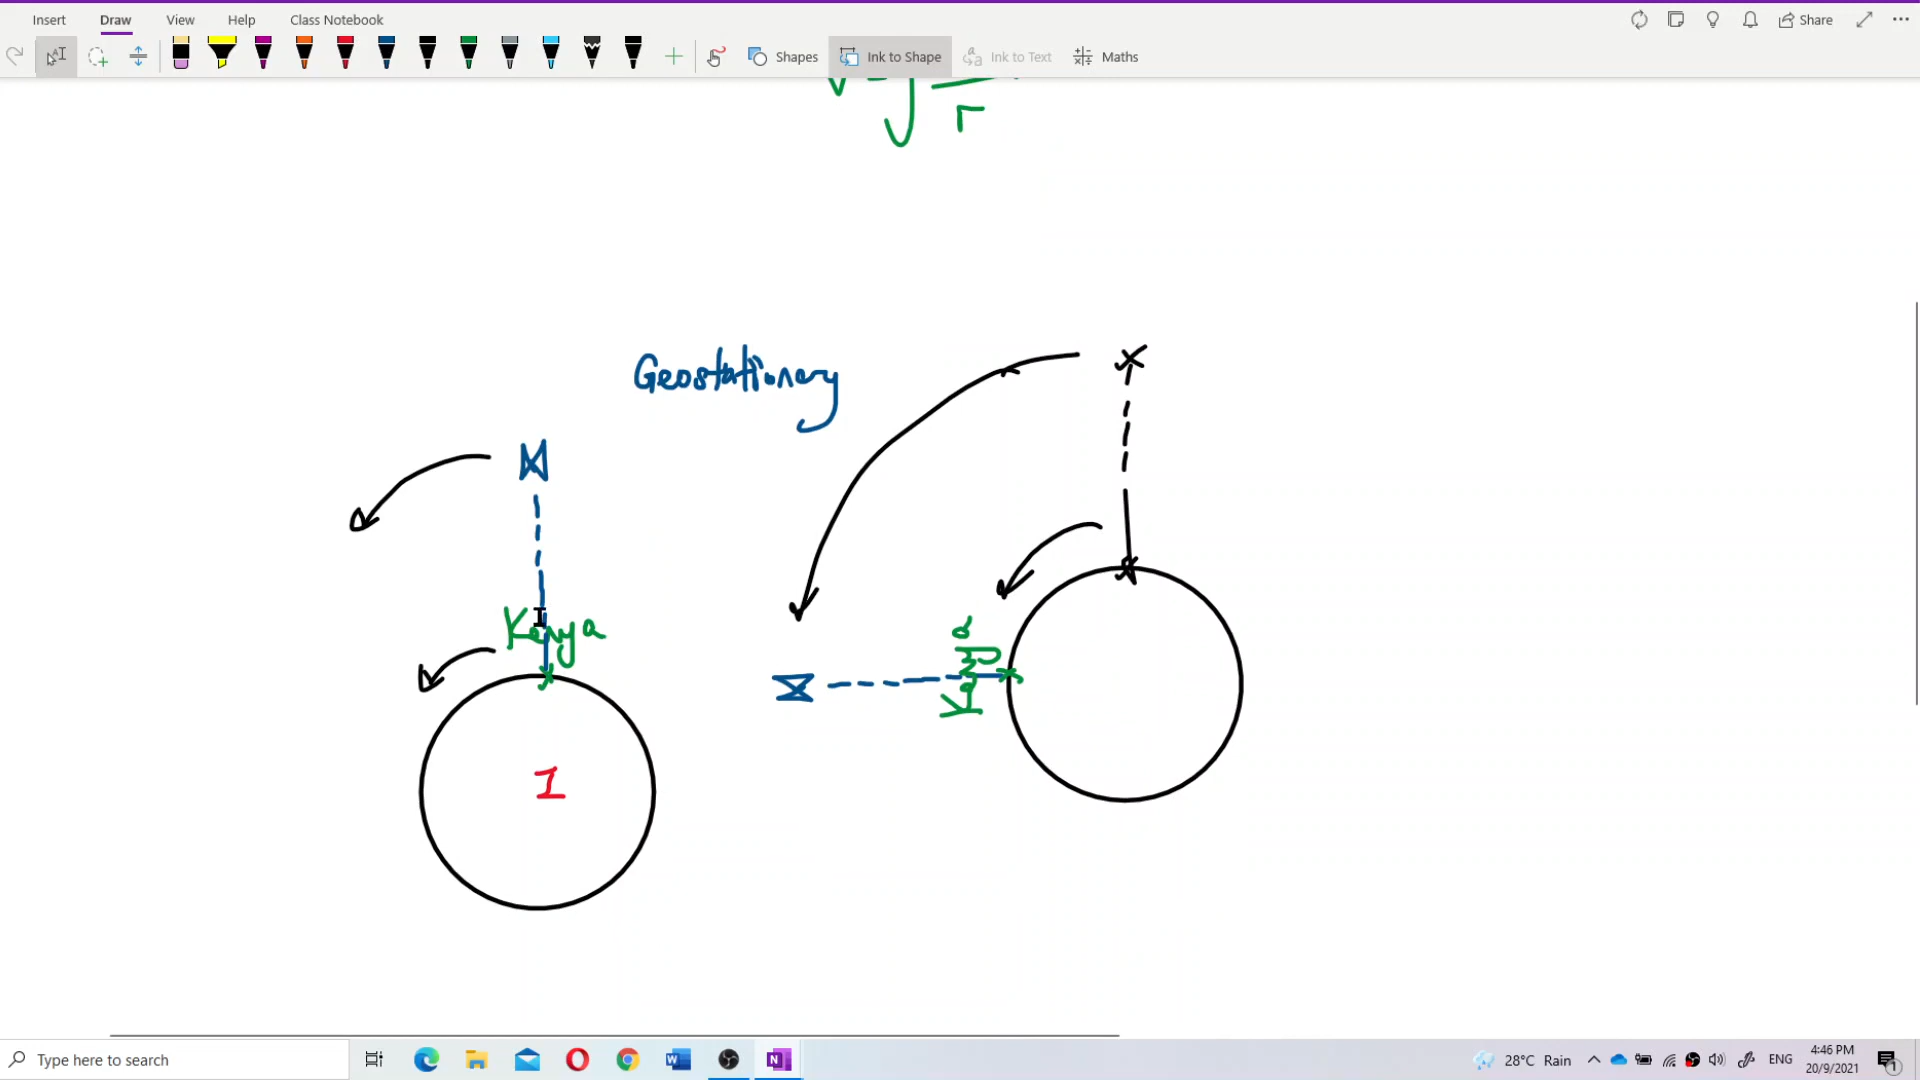 Insert Draw View Help Class Notebook Share
Shapes Ink to Shape Ink to Text Maths
r
Geostationary
Kenya
Kenya
I
Type here to search
28°C Rain ENG 4:46 PM
20/9/2021